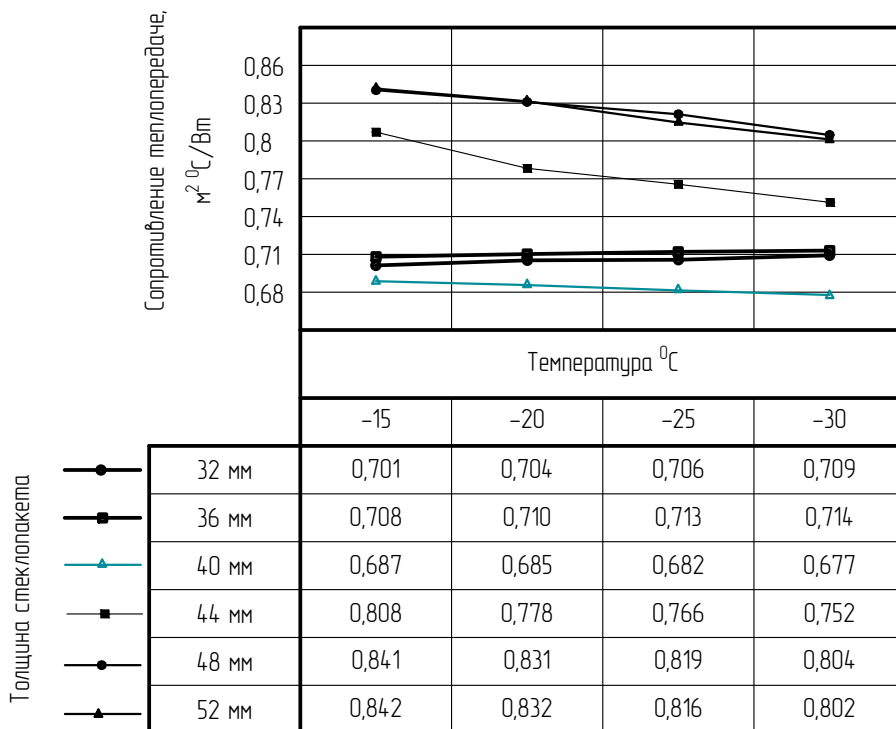 Сопротивление теплопередаче,
м² ⁰С/Вт
0,86
0,83
0,8
0,77
0,74
0,71
0,68
Температура ⁰С
-15 -20 -25 -30
Толщина стеклопакета
32 мм 0,701 0,704 0,706 0,709
36 мм 0,708 0,710 0,713 0,714
40 мм 0,687 0,685 0,682 0,677
44 мм 0,808 0,778 0,766 0,752
48 мм 0,841 0,831 0,819 0,804
52 мм 0,842 0,832 0,816 0,802